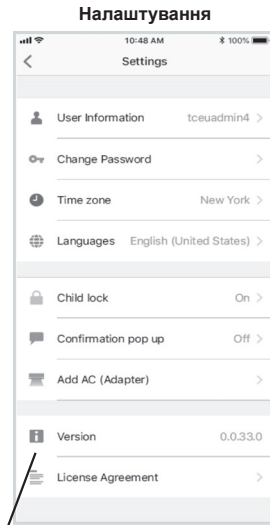 Налаштування
10:48 AM 100%
Settings
User Information tceuadmin4
Change Password
Time zone New York
Languages English (United States)
Child lock On
Confirmation pop up Off
Add AC (Adapter)
Version 0.0.33.0
License Agreement